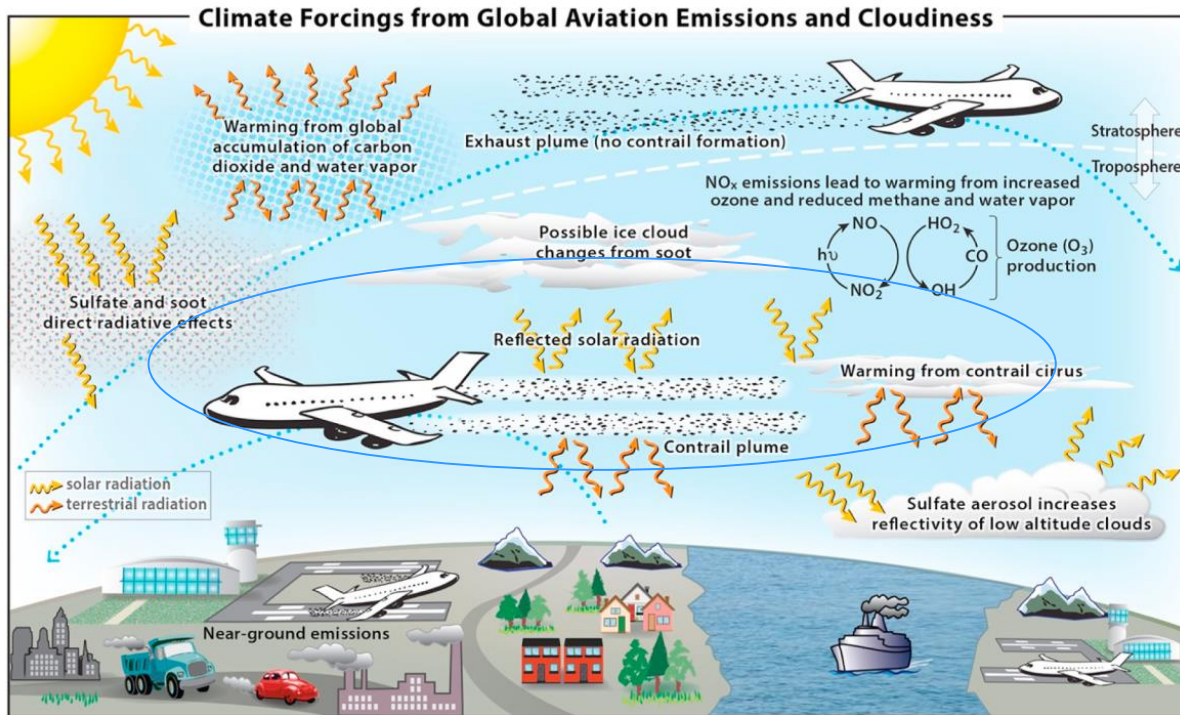 Climate Forcings from Global Aviation Emissions and Cloudiness
Warming from global
accumulation of carbon
dioxide and water vapor
Exhaust plume (no contrail formation)
Stratosphere
Troposphere
NOₓ emissions lead to warming from increased
ozone and reduced methane and water vapor
NO
HO₂
hυ
CO
NO₂
OH
Ozone (O₃)
production
Possible ice cloud
changes from soot
Sulfate and soot
direct radiative effects
Reflected solar radiation
Warming from contrail cirrus
Contrail plume
solar radiation
terrestrial radiation
Sulfate aerosol increases
reflectivity of low altitude clouds
Near-ground emissions